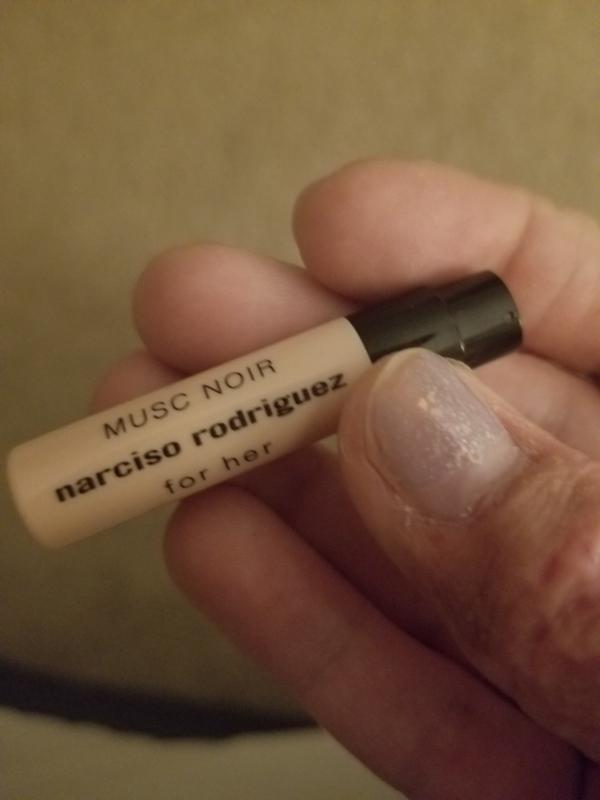 MUSC NOIR
narciso rodriguez
for her